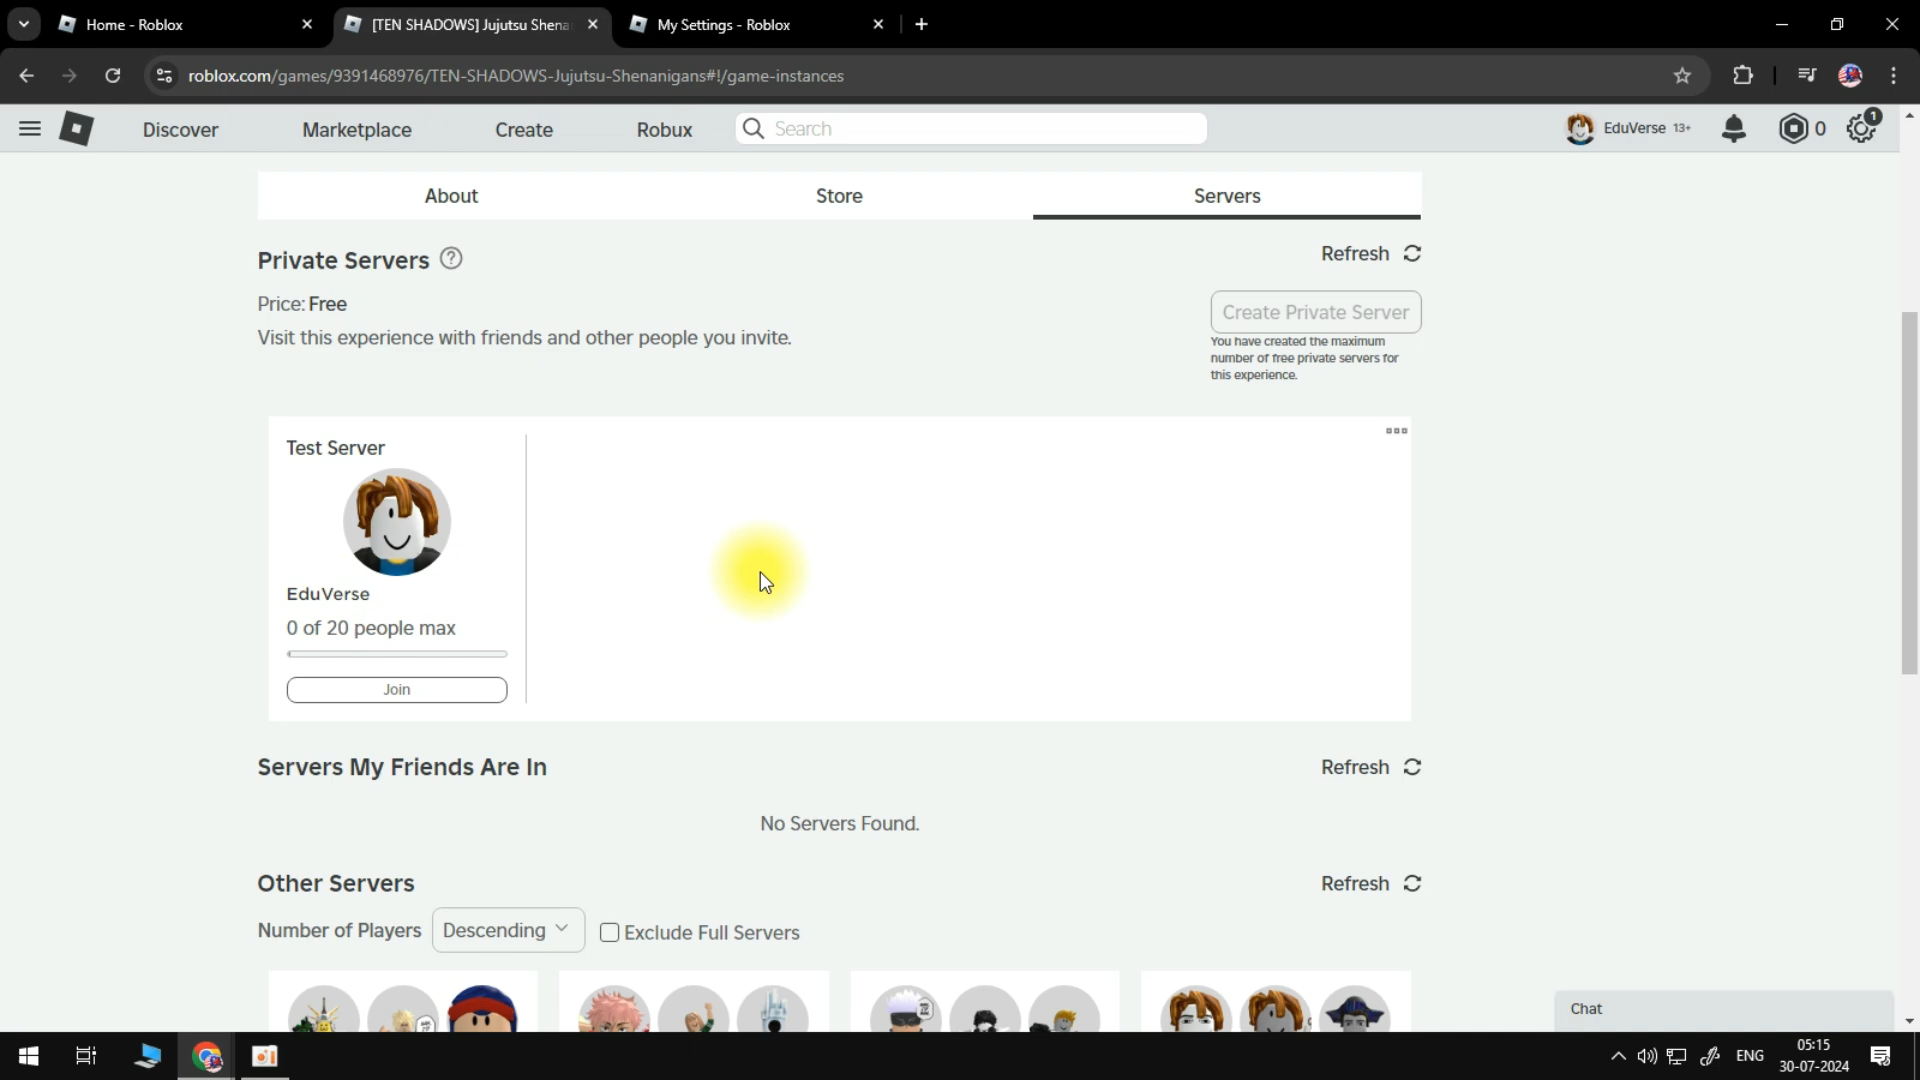 Home - Roblox
[TEN SHADOWS] Jujutsu Shena
My Settings - Roblox
roblox.com/games/9391468976/TEN-SHADOWS-Jujutsu-Shenanigans#!/game-instances
Discover
Marketplace
Create
Robux
Search
EduVerse 13+
0
1
About
Store
Servers
Private Servers
Refresh
Price: Free
Create Private Server
Visit this experience with friends and other people you invite.
You have created the maximum
number of free private servers for
this experience.
Test Server
EduVerse
0 of 20 people max
Join
Servers My Friends Are In
Refresh
No Servers Found.
Other Servers
Refresh
Number of Players
Descending
Exclude Full Servers
Chat
ENG
05:15
30-07-2024